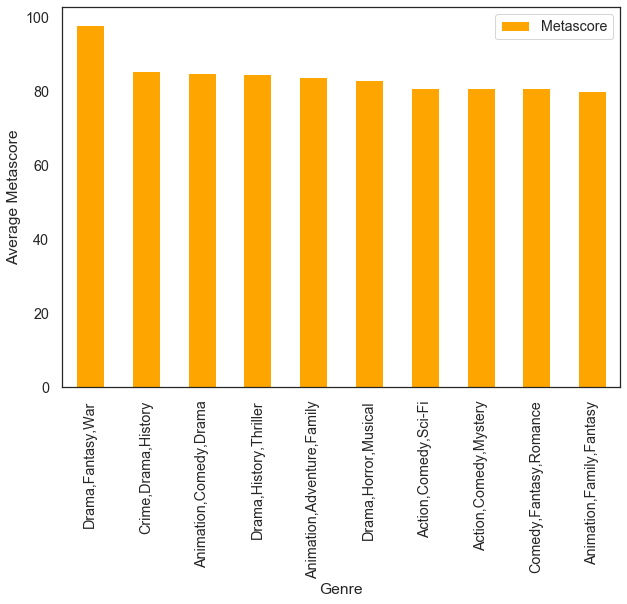 Metascore
Average Metascore
100
80
60
40
20
0
Drama,Fantasy,War
Crime,Drama,History
Animation,Comedy,Drama
Drama,History,Thriller
Animation,Adventure,Family
Drama,Horror,Musical
Action,Comedy,Sci-Fi
Action,Comedy,Mystery
Comedy,Fantasy,Romance
Animation,Family,Fantasy
Genre